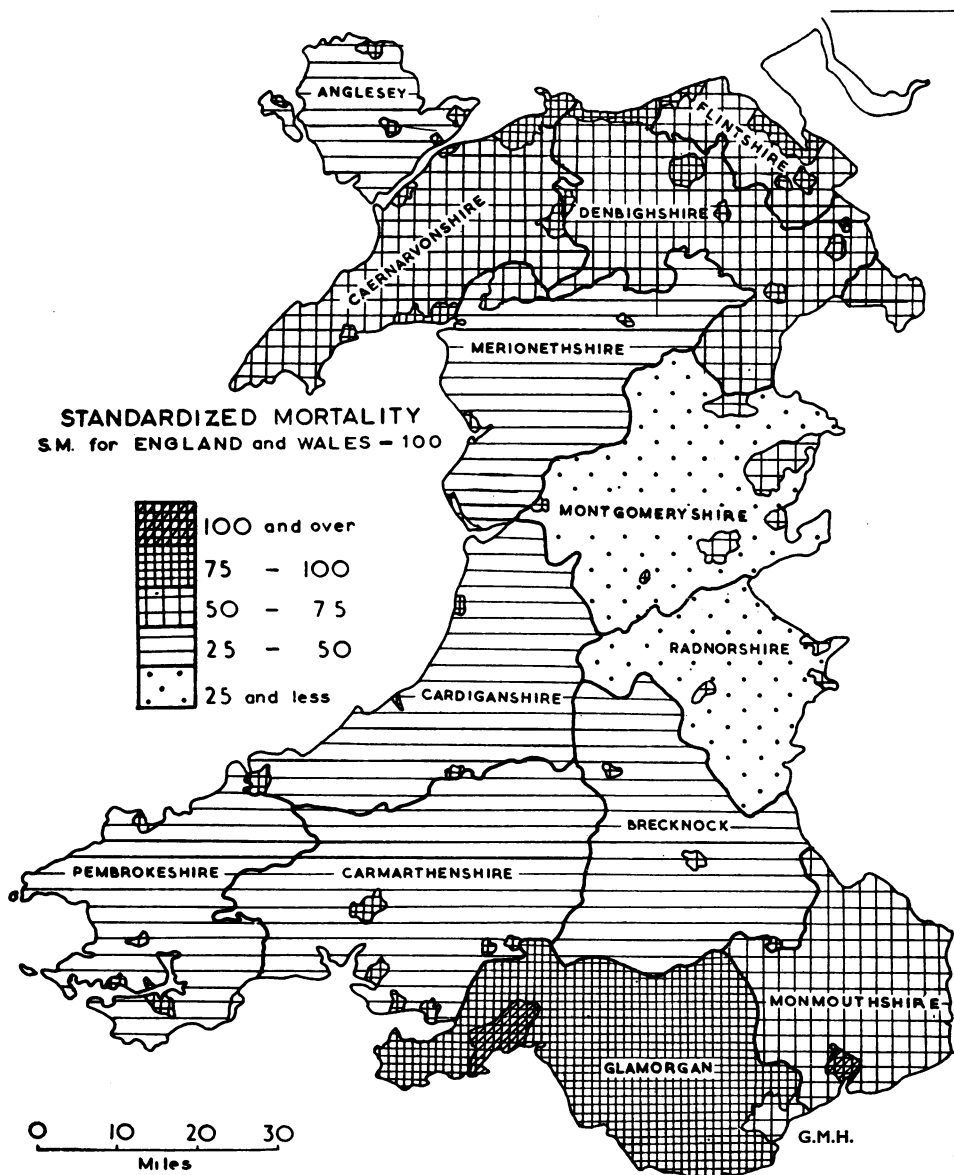 ANGLESEY
FLINTSHIRE
DENBIGHSHIRE
CAERNARVONSHIRE
MERIONETHSHIRE
STANDARDIZED MORTALITY
S.M. for ENGLAND and WALES – 100
MONTGOMERYSHIRE
100 and over
75 – 100
50 – 75
25 – 50
25 and less
RADNORSHIRE
CARDIGANSHIRE
BRECKNOCK
PEMBROKESHIRE
CARMARTHENSHIRE
MONMOUTHSHIRE
GLAMORGAN
G.M.H.
0 10 20 30
Miles